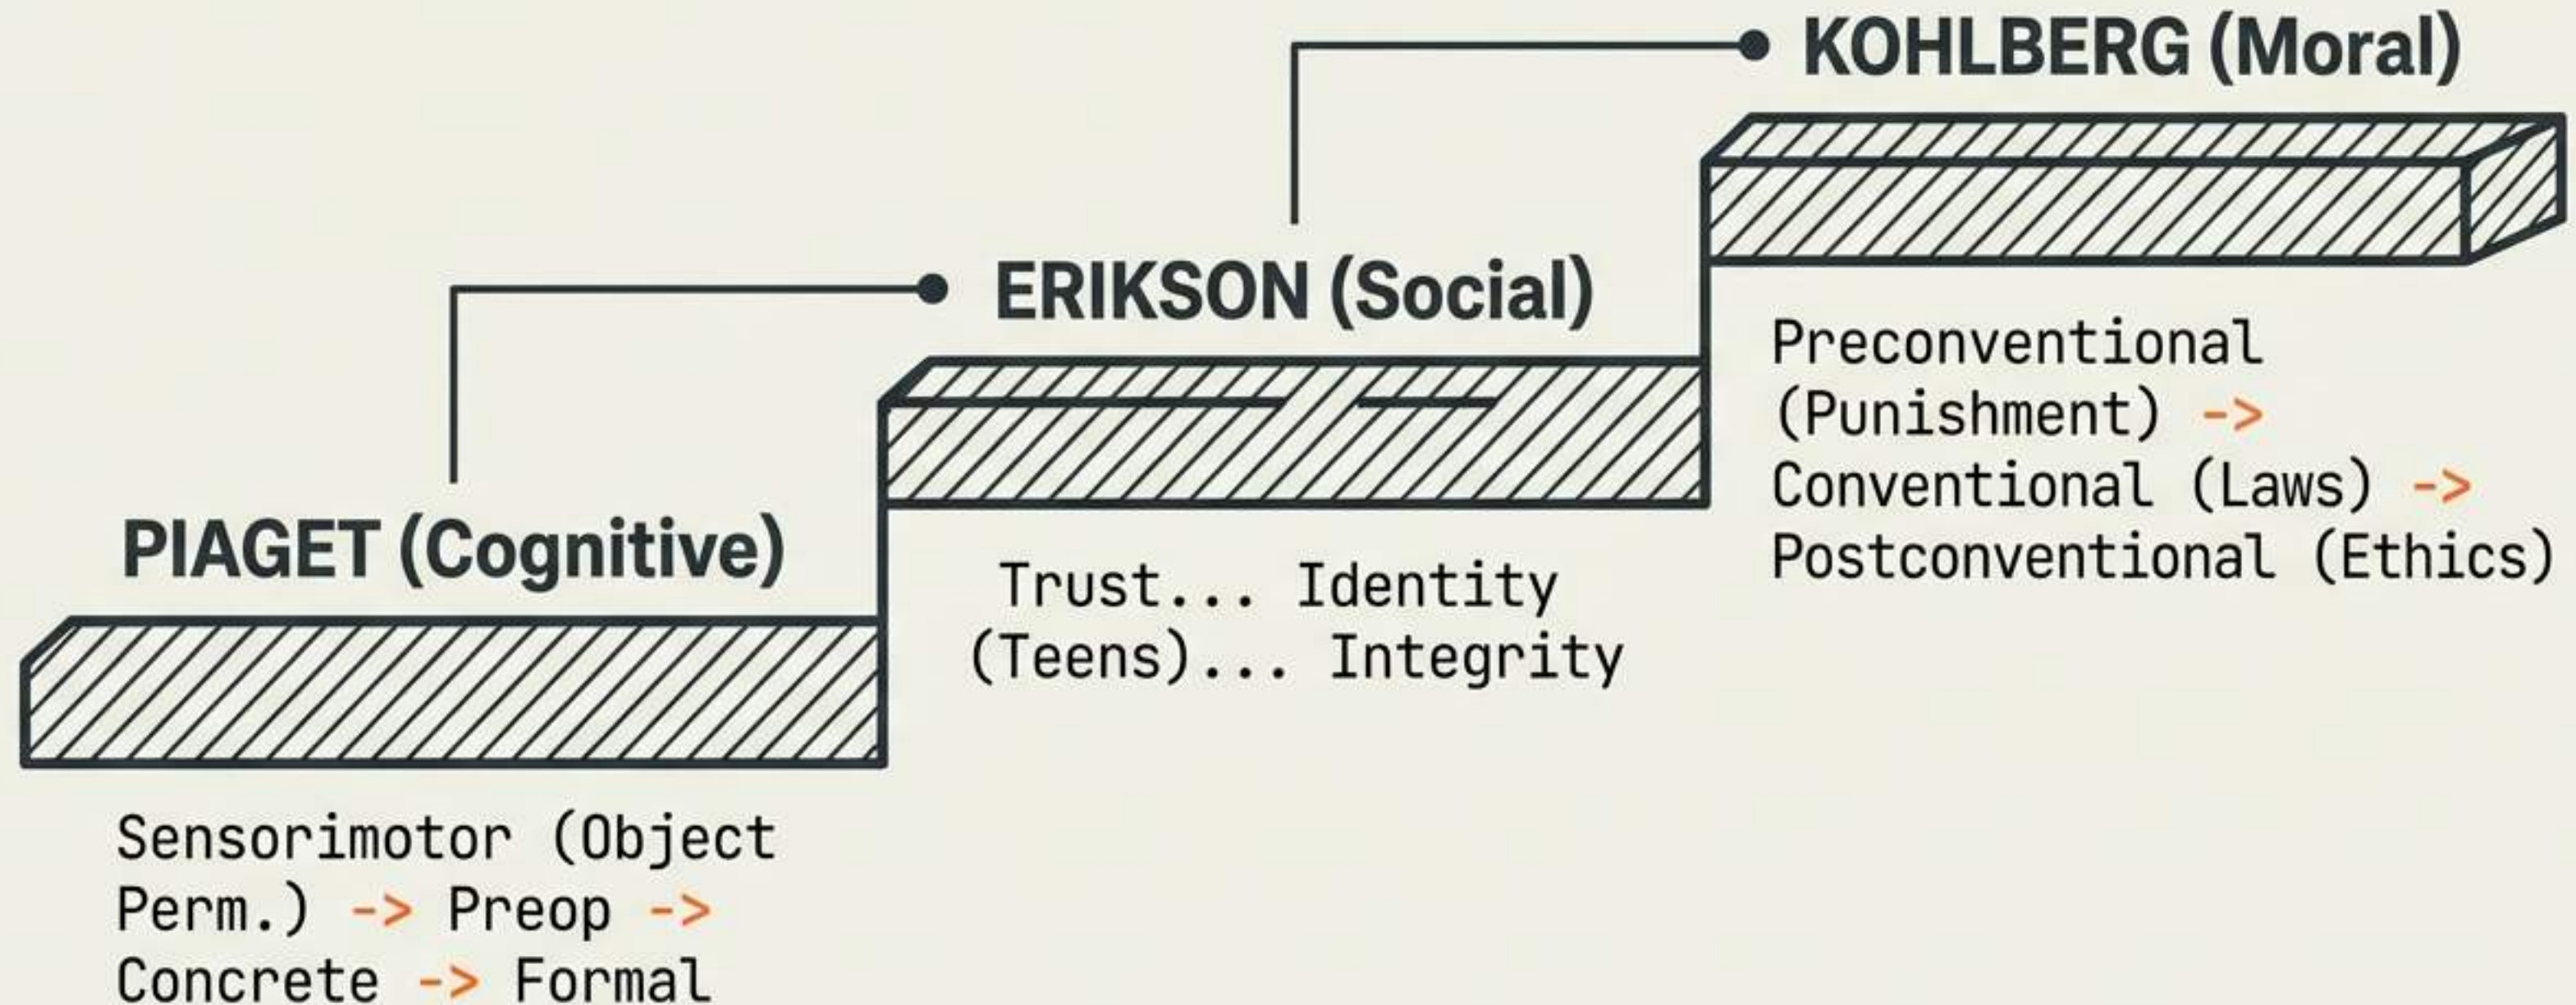 KOHLBERG (Moral)
Preconventional
(Punishment) ->
Conventional (Laws) ->
Postconventional (Ethics)
ERIKSON (Social)
Trust... Identity
(Teens)... Integrity
PIAGET (Cognitive)
Sensorimotor (Object
Perm.) -> Preop ->
Concrete -> Formal